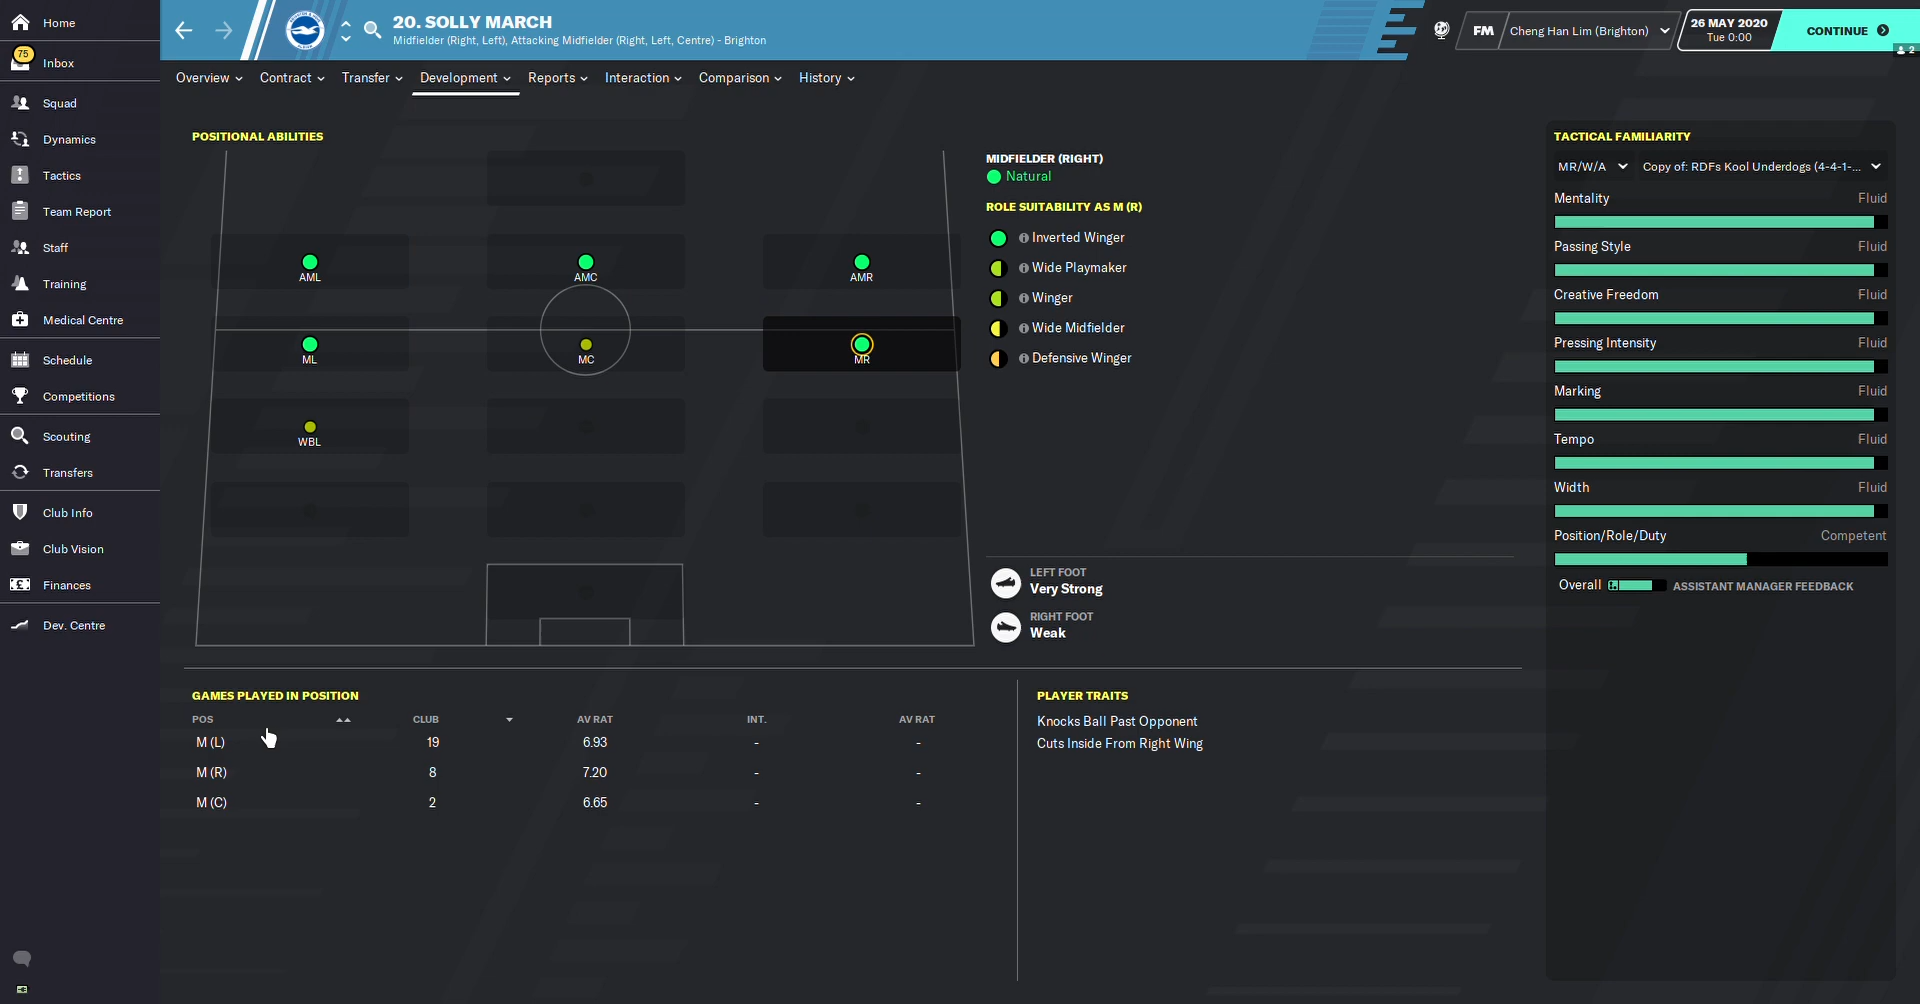 Home
75
Inbox
Squad
Dynamics
Tactics
Team Report
Staff
Training
Medical Centre
Schedule
Competitions
Scouting
Transfers
Club Info
Club Vision
Finances
Dev. Centre
20. SOLLY MARCH
Midfielder (Right, Left), Attacking Midfielder (Right, Left, Centre) - Brighton
FM
Cheng Han Lim (Brighton)
26 MAY 2020
Tue 0:00
CONTINUE
2
Overview
Contract
Transfer
Development
Reports
Interaction
Comparison
History
POSITIONAL ABILITIES
AML
AMC
AMR
ML
MC
MR
WBL
MIDFIELDER (RIGHT)
Natural
ROLE SUITABILITY AS M (R)
Inverted Winger
Wide Playmaker
Winger
Wide Midfielder
Defensive Winger
LEFT FOOT
Very Strong
RIGHT FOOT
Weak
TACTICAL FAMILIARITY
MR/W/A
Copy of: RDFs Kool Underdogs (4-4-1-...
Mentality Fluid
Passing Style Fluid
Creative Freedom Fluid
Pressing Intensity Fluid
Marking Fluid
Tempo Fluid
Width Fluid
Position/Role/Duty Competent
Overall
ASSISTANT MANAGER FEEDBACK
GAMES PLAYED IN POSITION
POS CLUB AV RAT INT. AV RAT
M (L) 19 6.93 - -
M (R) 8 7.20 - -
M (C) 2 6.65 - -
PLAYER TRAITS
Knocks Ball Past Opponent
Cuts Inside From Right Wing